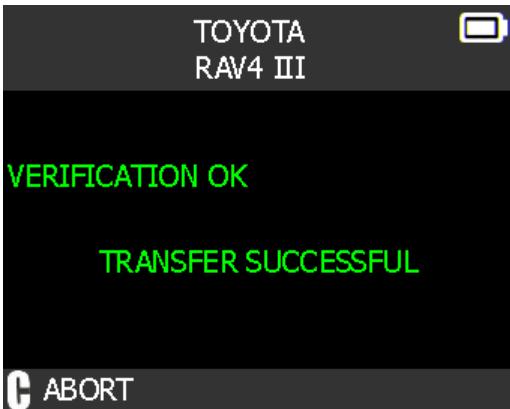 TOYOTA
RAV4 III
VERIFICATION OK
TRANSFER SUCCESSFUL
C ABORT